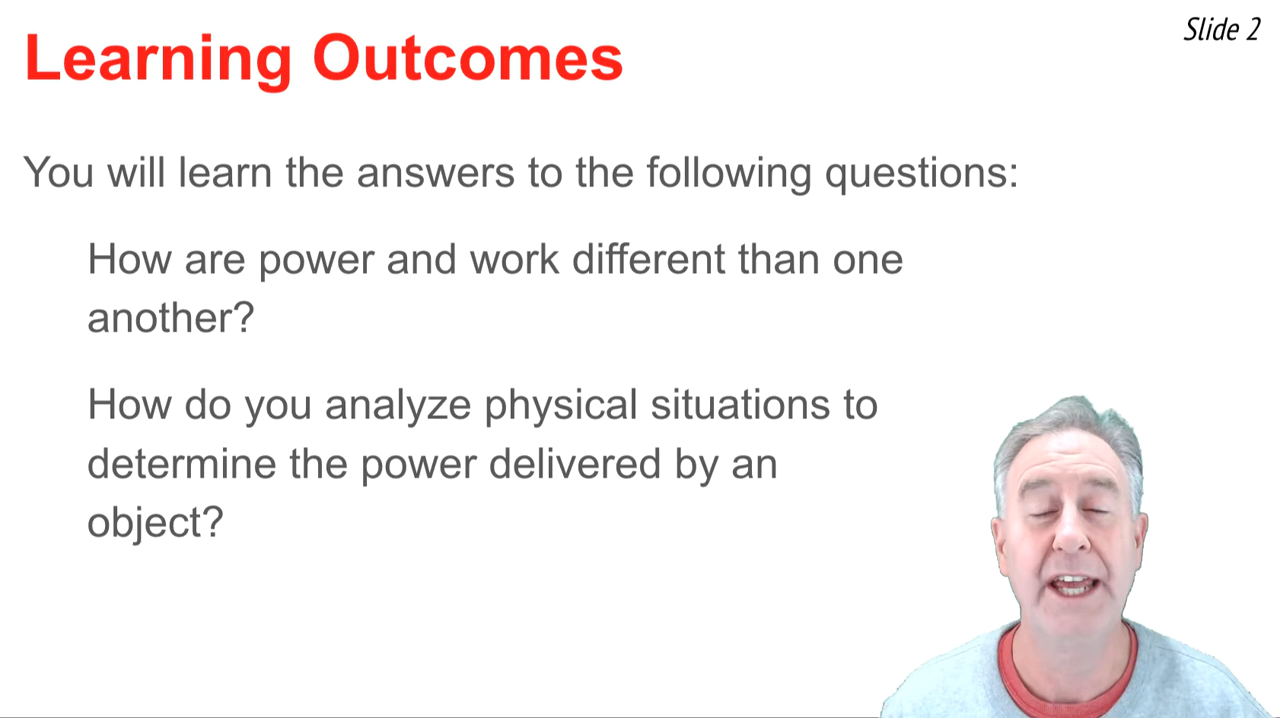 Slide 2
Learning Outcomes
You will learn the answers to the following questions:
How are power and work different than one
another?
How do you analyze physical situations to
determine the power delivered by an
object?